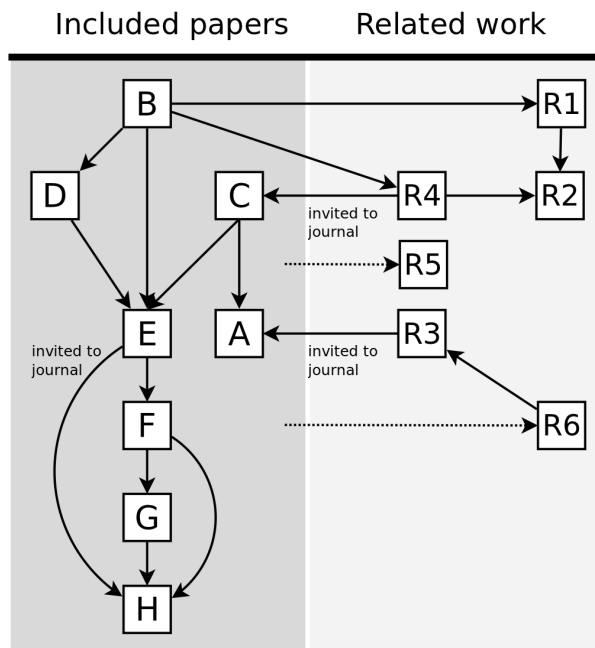 Included papers
Related work
B
R1
D
C
R4
R2
invited to
journal
R5
E
A
R3
invited to
journal
invited to
journal
F
R6
G
H